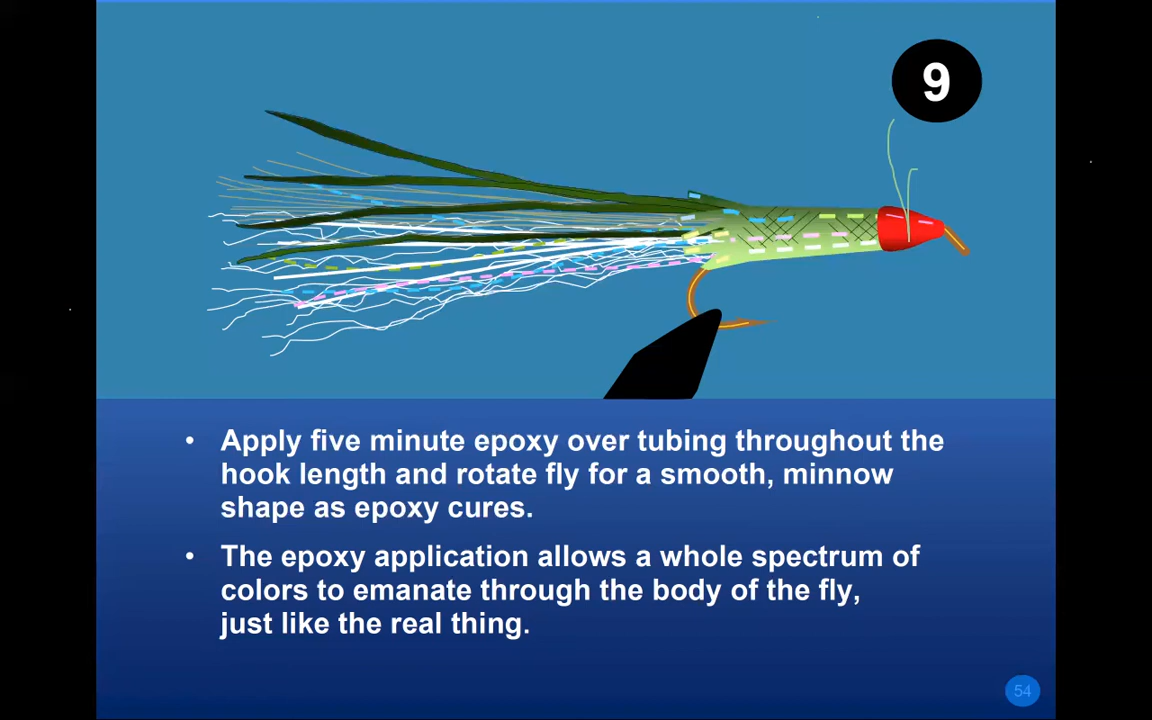 9
• Apply five minute epoxy over tubing throughout the
hook length and rotate fly for a smooth, minnow
shape as epoxy cures.
• The epoxy application allows a whole spectrum of
colors to emanate through the body of the fly,
just like the real thing.
54